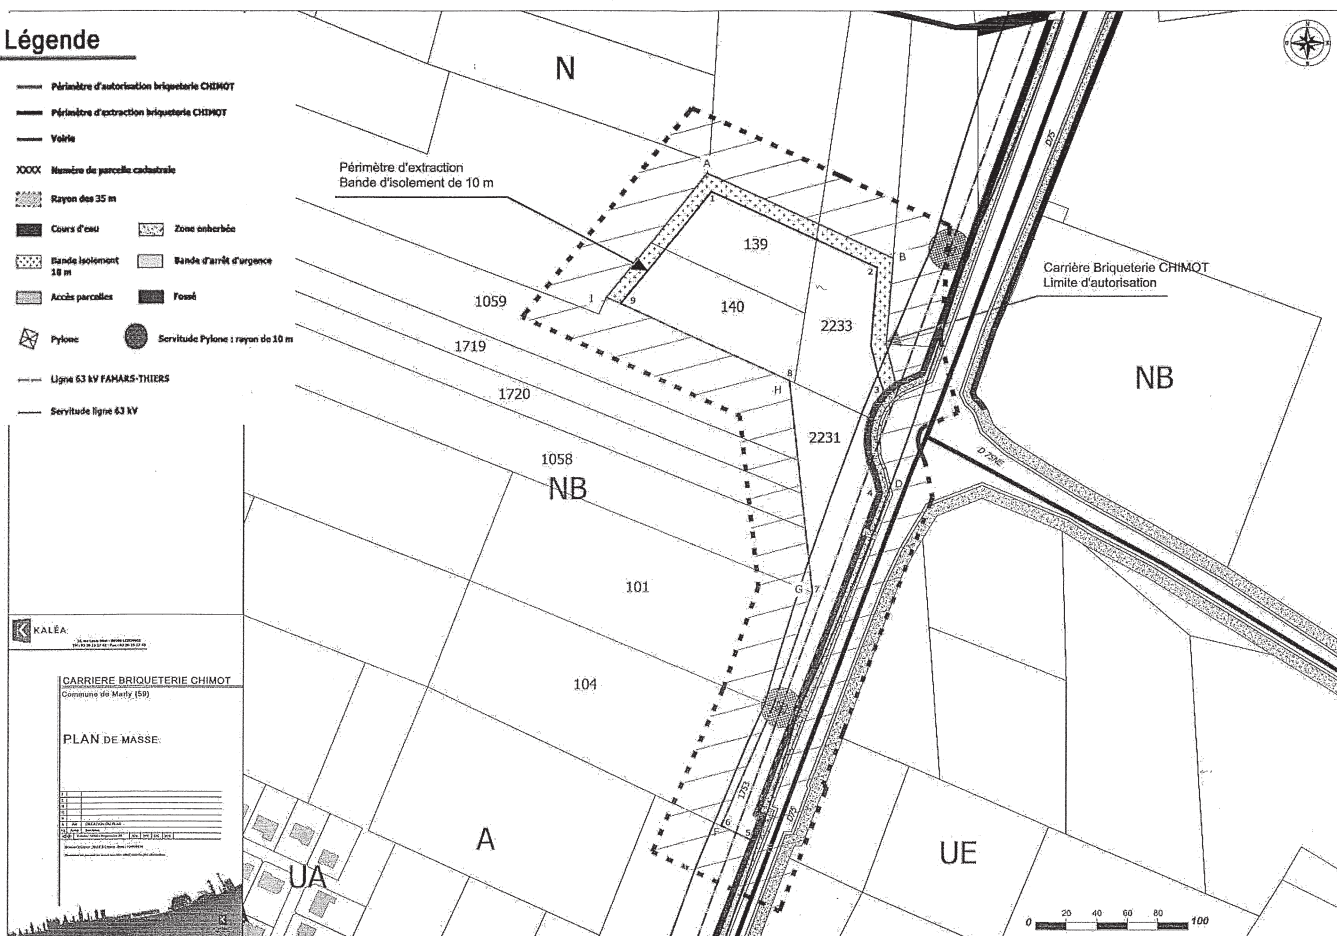 Légende
Périmètre d'autorisation briqueterie CHIMOT
Périmètre d'extraction briqueterie CHIMOT
Voirie
XXXX Numéro de parcelle cadastrale
Rayon des 35 m
Cours d'eau
Zone enherbée
Bande isolement
10 m
Bande d'arrêt d'urgence
Accès parcelles
Fossé
Pylone
Servitude Pylone : rayon de 10 m
Ligne 63 kV FAMARS-THIERS
Servitude ligne 63 kV
KALÉA
CARRIERE BRIQUETERIE CHIMOT
Commune de Marly (59)
PLAN DE MASSE
N
Périmètre d'extraction
Bande d'isolement de 10 m
A
1
139
2
B
140
I
9
2233
1059
1719
1720
1058
8
H
3
2231
NB
4
D
101
G
7
104
1753
6
5
F
A
UA
UE
NB
D75
D 75NE
D75
Carrière Briqueterie CHIMOT
Limite d'autorisation
N
S
0
20
40
60
80
100